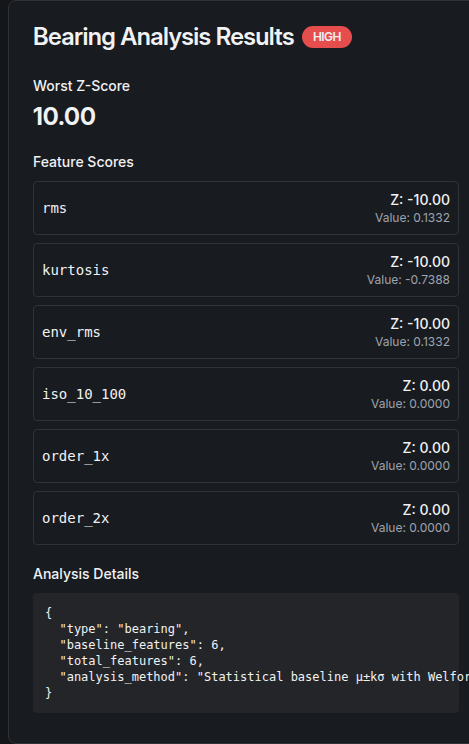 Bearing Analysis Results HIGH
Worst Z-Score
10.00
Feature Scores
rms
Z: -10.00
Value: 0.1332
kurtosis
Z: -10.00
Value: -0.7388
env_rms
Z: -10.00
Value: 0.1332
iso_10_100
Z: 0.00
Value: 0.0000
order_1x
Z: 0.00
Value: 0.0000
order_2x
Z: 0.00
Value: 0.0000
Analysis Details
{
"type": "bearing",
"baseline_features": 6,
"total_features": 6,
"analysis_method": "Statistical baseline μ±kσ with Welfor
}